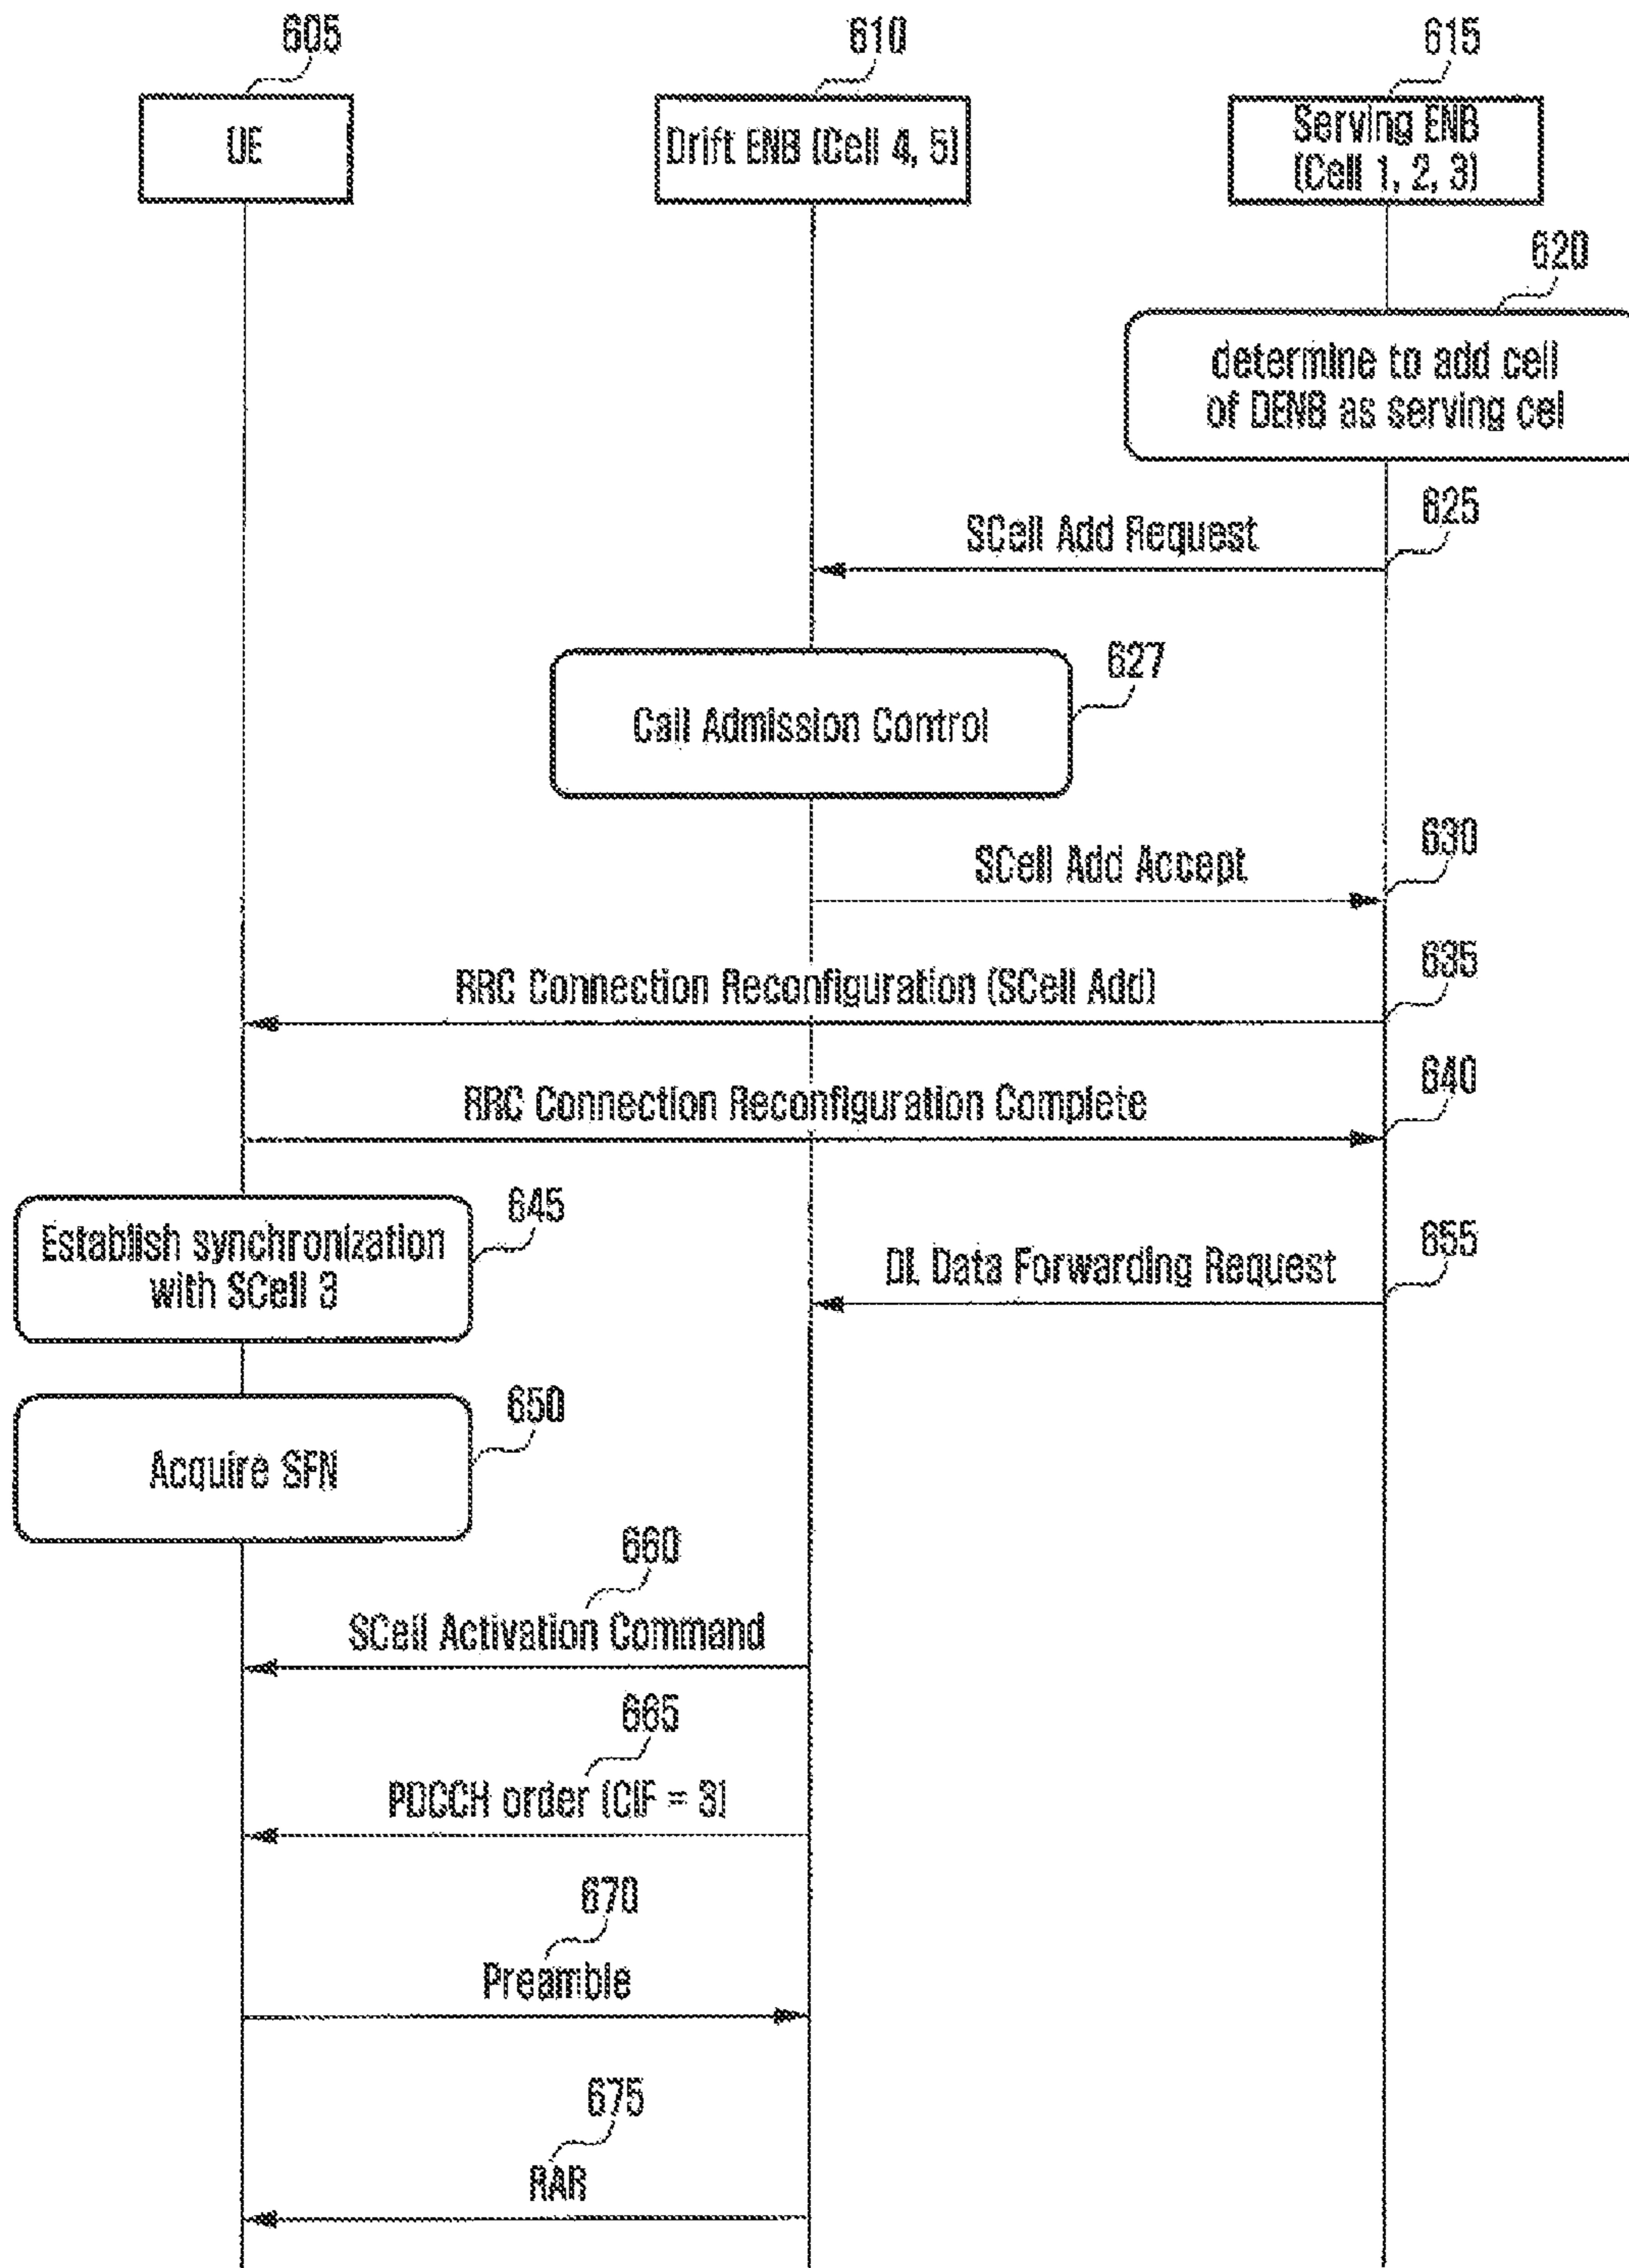 605
610
615
UE
Drift ENB (Cell 4, 5)
Serving ENB
(Cell 1, 2, 3)
620
determine to add cell
of DENB as serving cel
625
SCell Add Request
627
Call Admission Control
630
SCell Add Accept
635
RRC Connection Reconfiguration (SCell Add)
640
RRC Connection Reconfiguration Complete
645
Establish synchronization
with SCell 3
655
DL Data Forwarding Request
650
Acquire SFN
660
SCell Activation Command
665
PDCCH order (CIF = 3)
670
Preamble
675
RAR